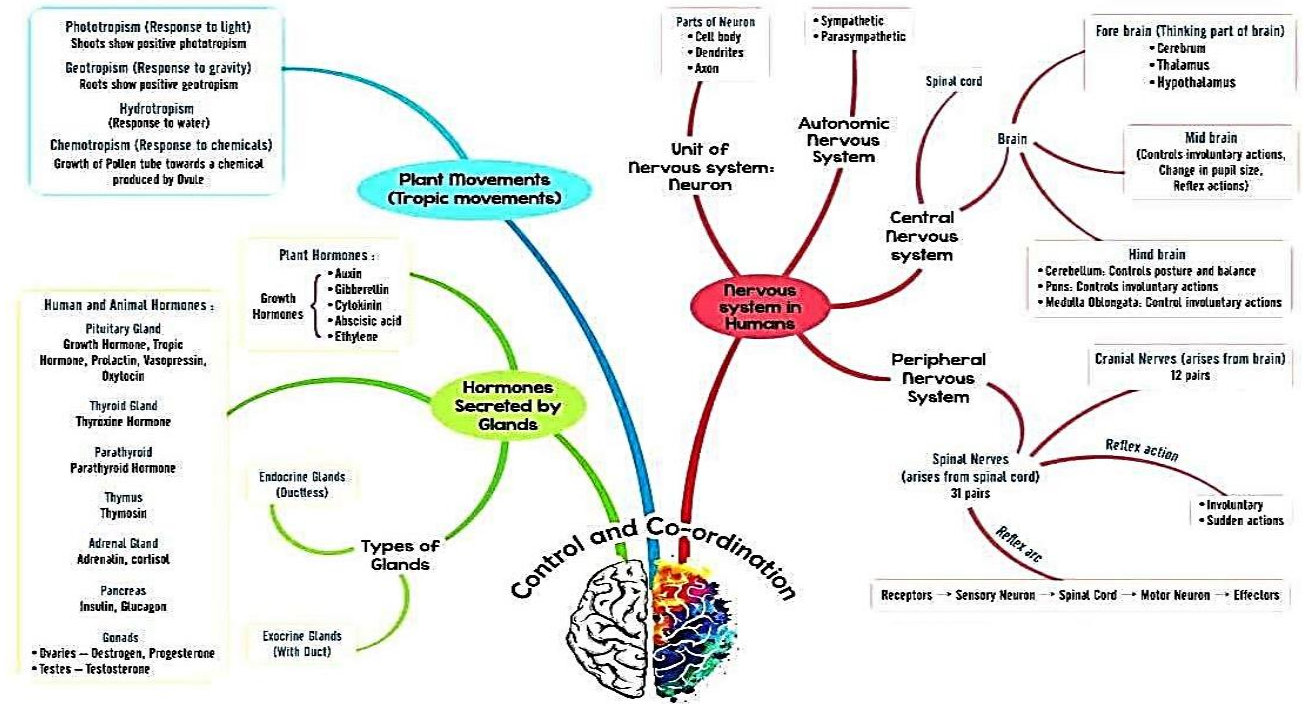 Phototropism (Response to light)
Shoots show positive phototropism
Geotropism (Response to gravity)
Roots show positive geotropism
Hydrotropism
(Response to water)
Chemotropism (Response to chemicals)
Growth of Pollen tube towards a chemical
produced by Ovule
Plant Movements
(Tropic movements)
Plant Hormones :
Growth
Hormones
• Auxin
• Gibberellin
• Cytokinin
• Abscisic acid
• Ethylene
Human and Animal Hormones :
Pituitary Gland
Growth Hormone, Tropic
Hormone, Prolactin, Vasopressin,
Oxytocin
Thyroid Gland
Thyroxine Hormone
Parathyroid
Parathyroid Hormone
Thymus
Thymosin
Adrenal Gland
Adrenalin, cortisol
Pancreas
Insulin, Glucagon
Gonads
• Ovaries – Oestrogen, Progesterone
• Testes – Testosterone
Hormones
Secreted by
Glands
Endocrine Glands
(Ductless)
Types of
Glands
Exocrine Glands
(With Duct)
Control and Co-ordination
Parts of Neuron
• Cell body
• Dendrites
• Axon
Unit of
Nervous system:
Neuron
• Sympathetic
• Parasympathetic
Autonomic
Nervous
System
Spinal cord
Brain
Central
Nervous
system
Fore brain (Thinking part of brain)
• Cerebrum
• Thalamus
• Hypothalamus
Mid brain
(Controls involuntary actions,
Change in pupil size,
Reflex actions)
Hind brain
• Cerebellum: Controls posture and balance
• Pons: Controls involuntary actions
• Medulla Oblongata: Control involuntary actions
Nervous
system in
Humans
Peripheral
Nervous
System
Cranial Nerves (arises from brain)
12 pairs
Spinal Nerves
(arises from spinal cord)
31 pairs
Reflex action
• Involuntary
• Sudden actions
Reflex arc
Receptors → Sensory Neuron → Spinal Cord → Motor Neuron → Effectors